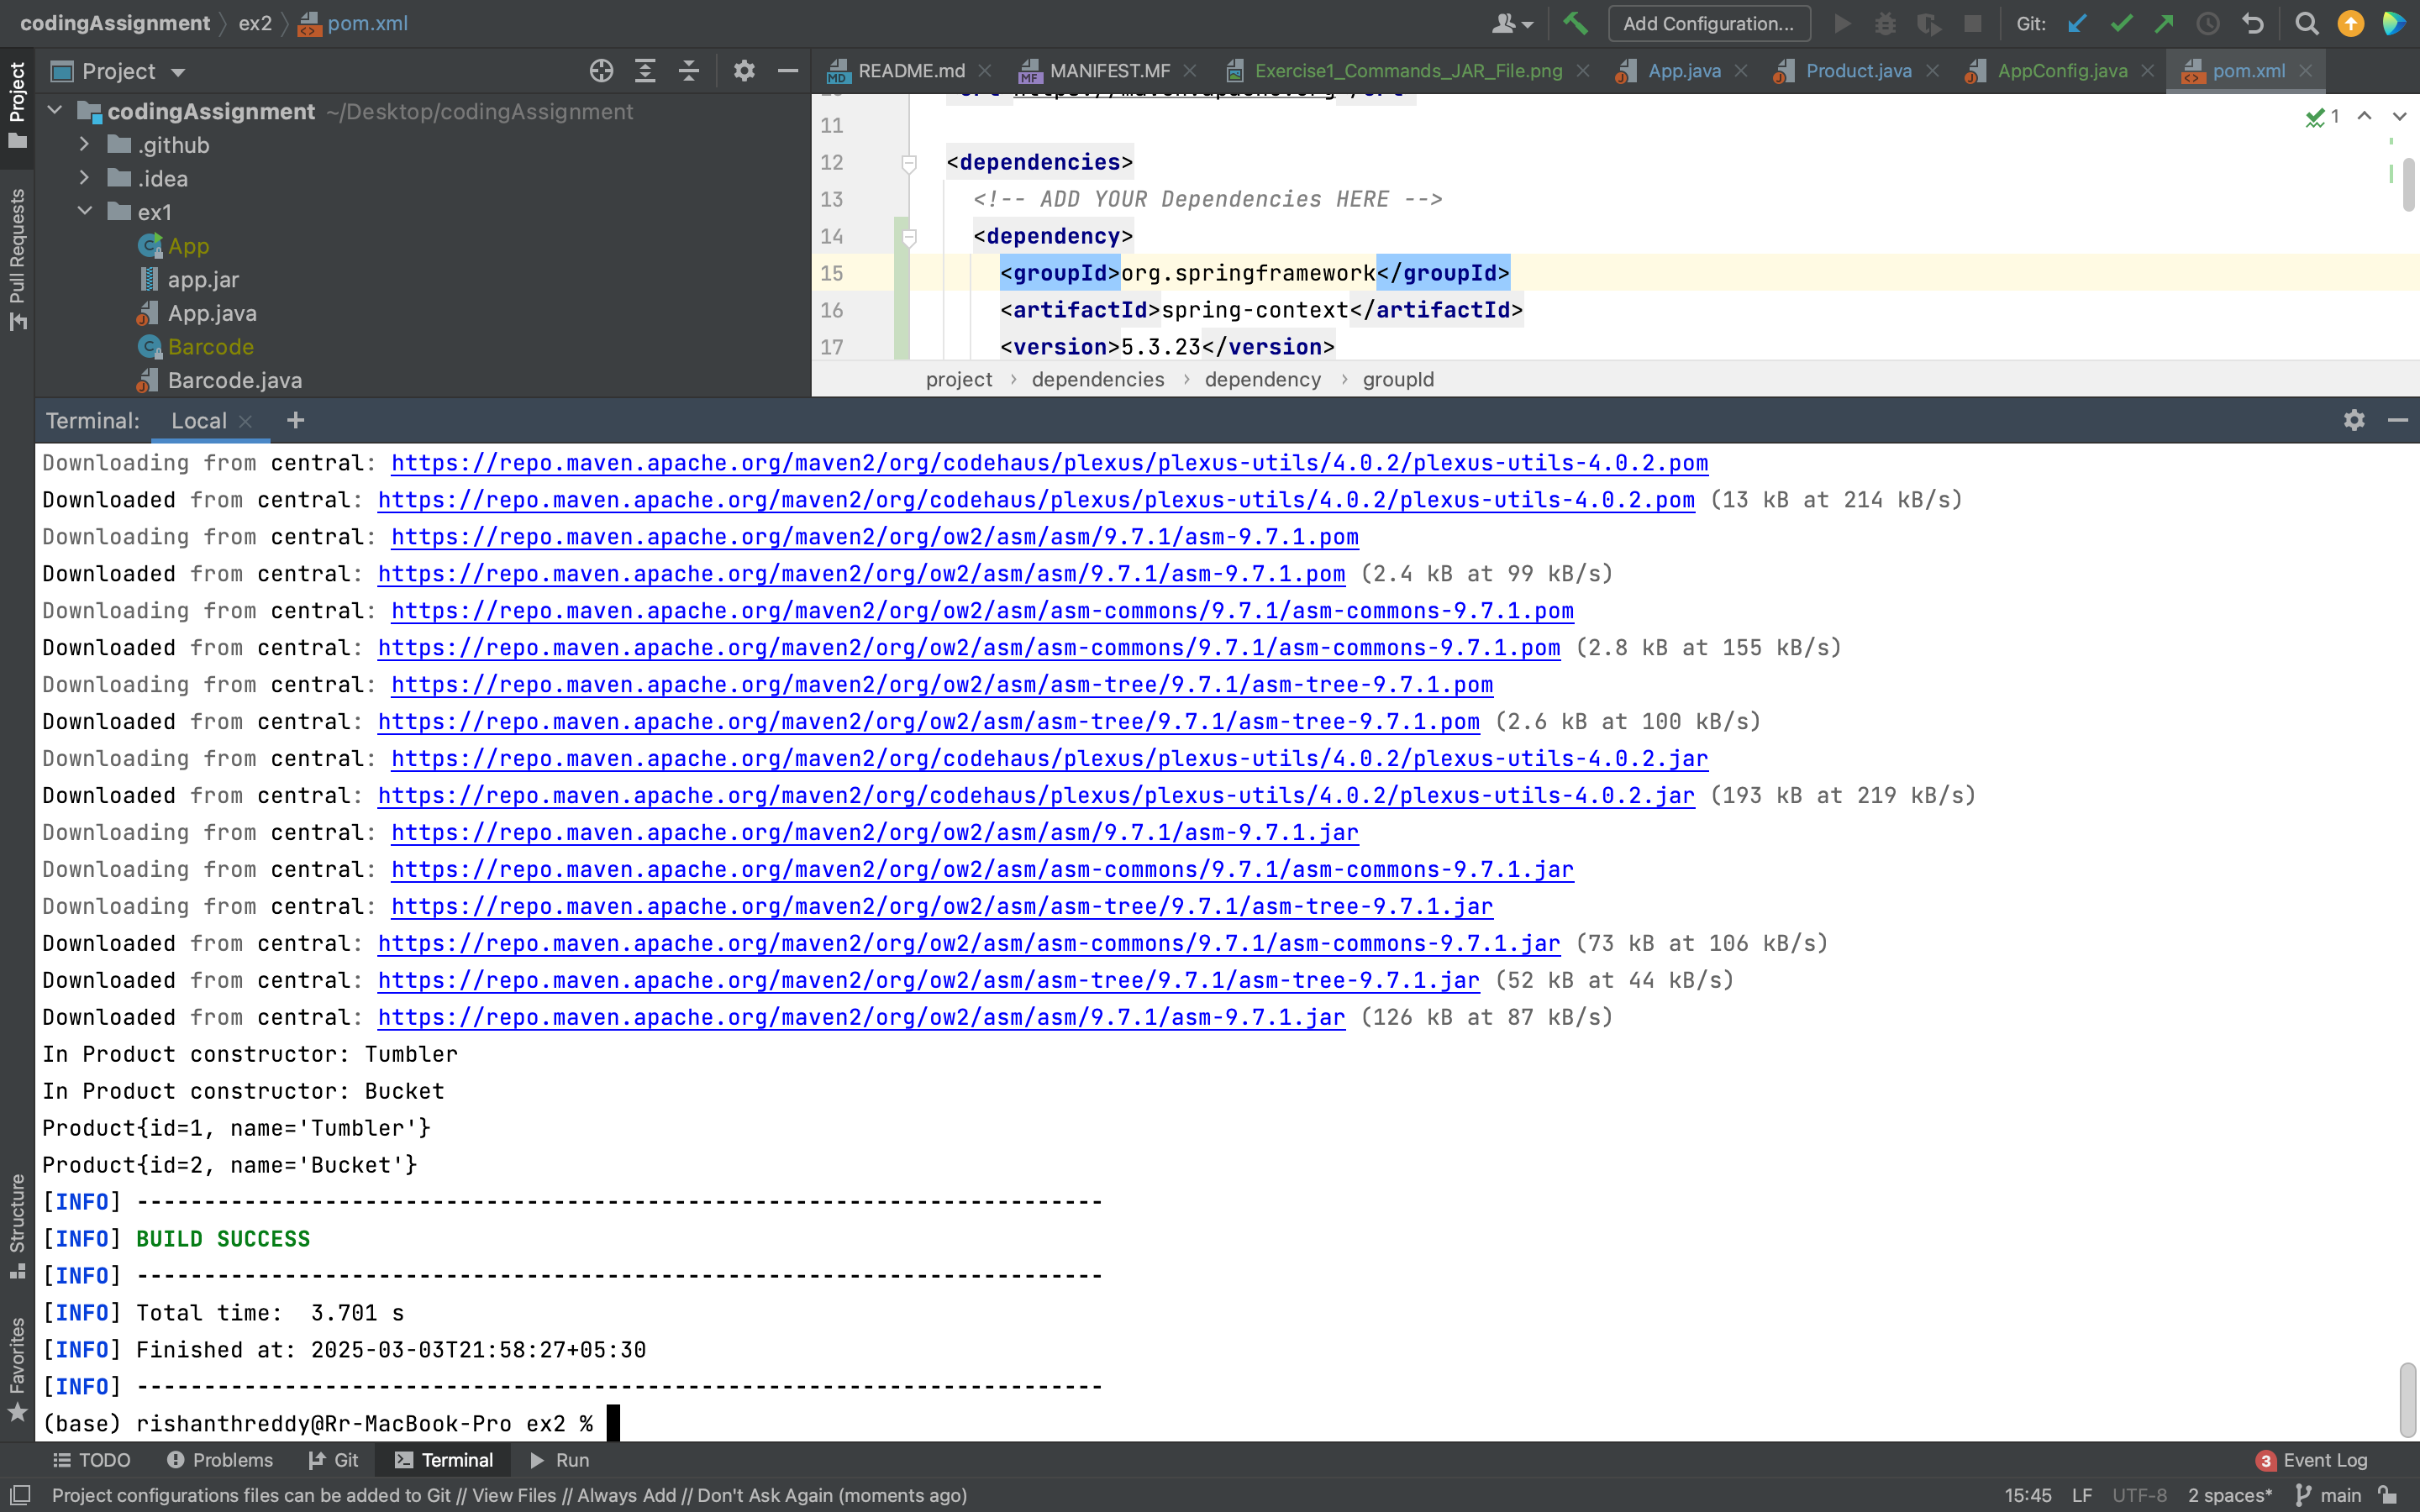 codingAssignment ex2 pom.xml
Add Configuration...
Git:
Project
README.md
MANIFEST.MF
Exercise1_Commands_JAR_File.png
App.java
Product.java
AppConfig.java
pom.xml
Project
Pull Requests
Structure
Favorites
codingAssignment ~/Desktop/codingAssignment
.github
.idea
ex1
App
app.jar
App.java
Barcode
Barcode.java
1
11
12 <dependencies>
13 <!-- ADD YOUR Dependencies HERE -->
14 <dependency>
15 <groupId>org.springframework</groupId>
16 <artifactId>spring-context</artifactId>
17 <version>5.3.23</version>
project › dependencies › dependency › groupId
Terminal: Local
Downloading from central: https://repo.maven.apache.org/maven2/org/codehaus/plexus/plexus-utils/4.0.2/plexus-utils-4.0.2.pom
Downloaded from central: https://repo.maven.apache.org/maven2/org/codehaus/plexus/plexus-utils/4.0.2/plexus-utils-4.0.2.pom (13 kB at 214 kB/s)
Downloading from central: https://repo.maven.apache.org/maven2/org/ow2/asm/asm/9.7.1/asm-9.7.1.pom
Downloaded from central: https://repo.maven.apache.org/maven2/org/ow2/asm/asm/9.7.1/asm-9.7.1.pom (2.4 kB at 99 kB/s)
Downloading from central: https://repo.maven.apache.org/maven2/org/ow2/asm/asm-commons/9.7.1/asm-commons-9.7.1.pom
Downloaded from central: https://repo.maven.apache.org/maven2/org/ow2/asm/asm-commons/9.7.1/asm-commons-9.7.1.pom (2.8 kB at 155 kB/s)
Downloading from central: https://repo.maven.apache.org/maven2/org/ow2/asm/asm-tree/9.7.1/asm-tree-9.7.1.pom
Downloaded from central: https://repo.maven.apache.org/maven2/org/ow2/asm/asm-tree/9.7.1/asm-tree-9.7.1.pom (2.6 kB at 100 kB/s)
Downloading from central: https://repo.maven.apache.org/maven2/org/codehaus/plexus/plexus-utils/4.0.2/plexus-utils-4.0.2.jar
Downloaded from central: https://repo.maven.apache.org/maven2/org/codehaus/plexus/plexus-utils/4.0.2/plexus-utils-4.0.2.jar (193 kB at 219 kB/s)
Downloading from central: https://repo.maven.apache.org/maven2/org/ow2/asm/asm/9.7.1/asm-9.7.1.jar
Downloading from central: https://repo.maven.apache.org/maven2/org/ow2/asm/asm-commons/9.7.1/asm-commons-9.7.1.jar
Downloading from central: https://repo.maven.apache.org/maven2/org/ow2/asm/asm-tree/9.7.1/asm-tree-9.7.1.jar
Downloaded from central: https://repo.maven.apache.org/maven2/org/ow2/asm/asm-commons/9.7.1/asm-commons-9.7.1.jar (73 kB at 106 kB/s)
Downloaded from central: https://repo.maven.apache.org/maven2/org/ow2/asm/asm-tree/9.7.1/asm-tree-9.7.1.jar (52 kB at 44 kB/s)
Downloaded from central: https://repo.maven.apache.org/maven2/org/ow2/asm/asm/9.7.1/asm-9.7.1.jar (126 kB at 87 kB/s)
In Product constructor: Tumbler
In Product constructor: Bucket
Product{id=1, name='Tumbler'}
Product{id=2, name='Bucket'}
[INFO] ------------------------------------------------------------------------
[INFO] BUILD SUCCESS
[INFO] ------------------------------------------------------------------------
[INFO] Total time:  3.701 s
[INFO] Finished at: 2025-03-03T21:58:27+05:30
[INFO] ------------------------------------------------------------------------
(base) rishanthreddy@Rr-MacBook-Pro ex2 %
TODO Problems Git Terminal Run 3 Event Log
Project configurations files can be added to Git // View Files // Always Add // Don't Ask Again (moments ago) 15:45 LF UTF-8 2 spaces* main